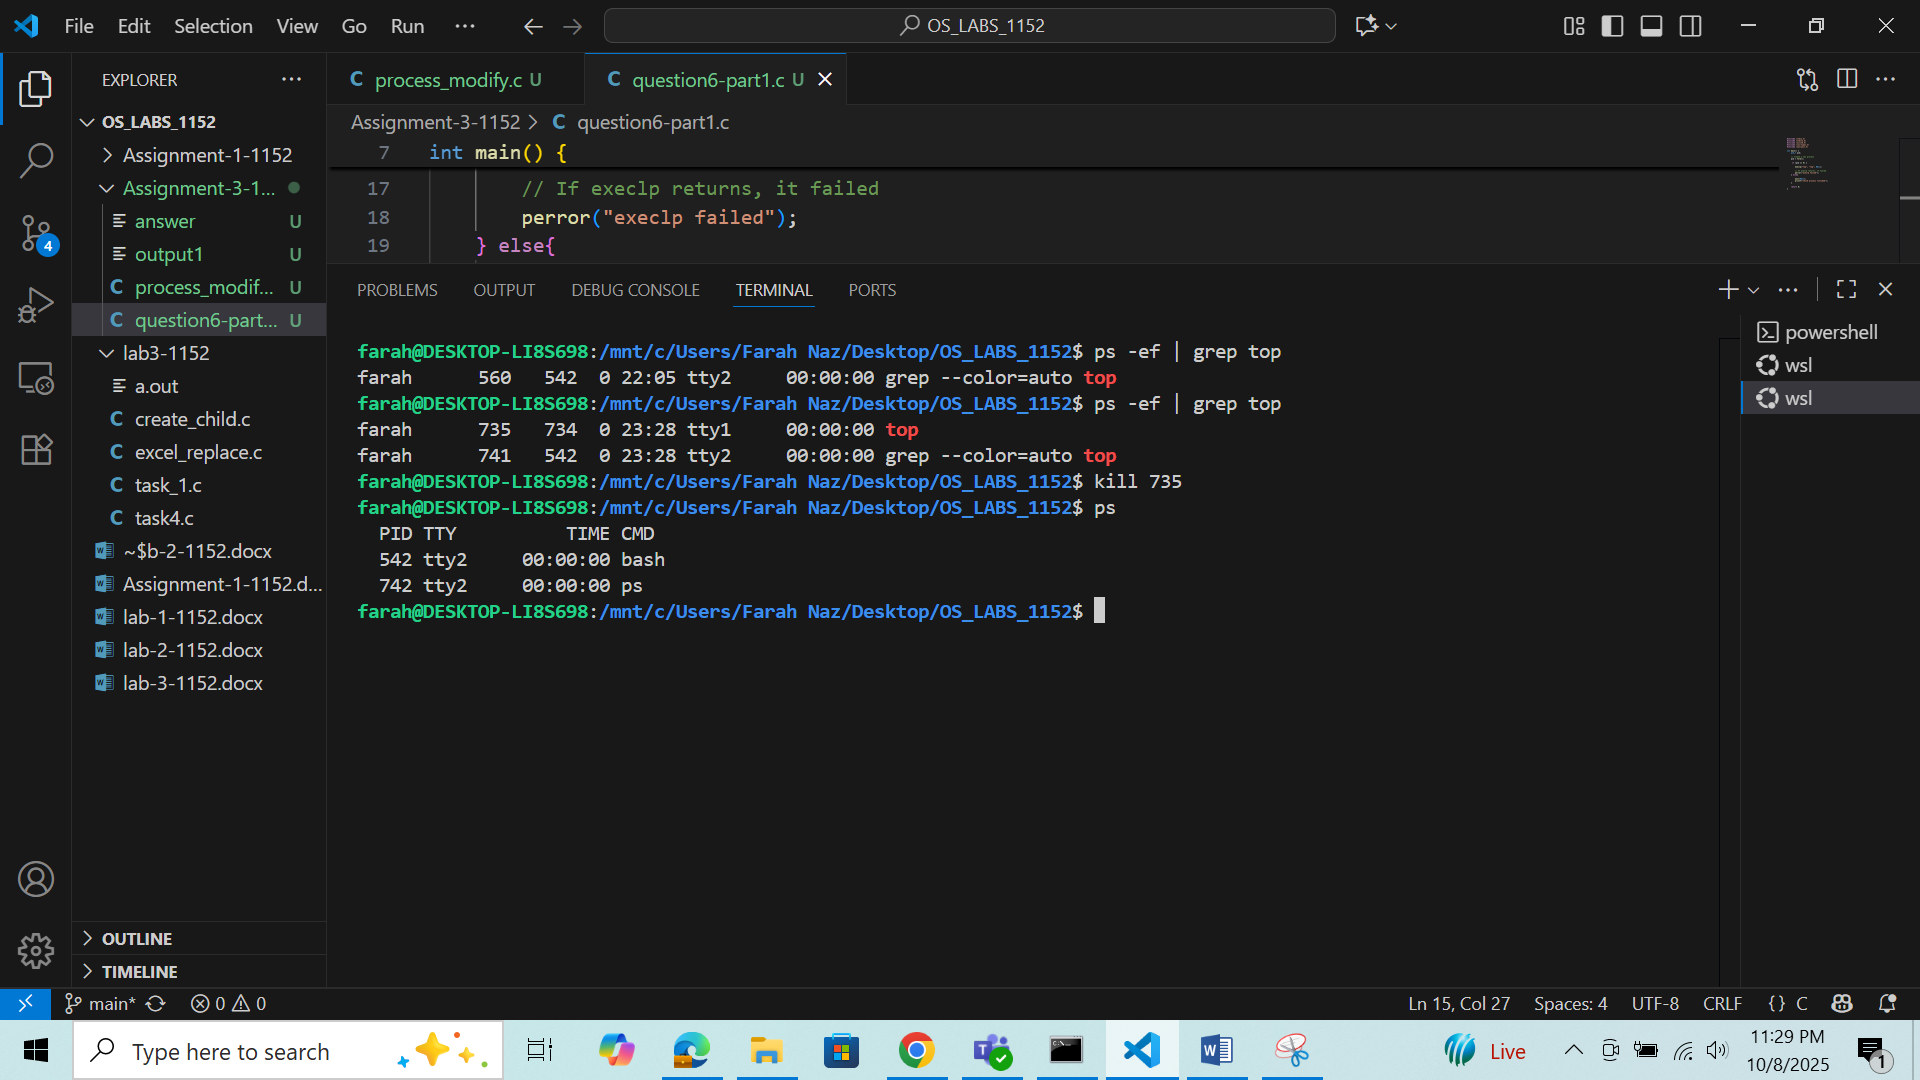 File Edit Selection View Go Run ··· OS_LABS_1152
EXPLORER
OS_LABS_1152
Assignment-1-1152
Assignment-3-1...
answer U
output1 U
process_modif... U
question6-part... U
lab3-1152
a.out
create_child.c
excel_replace.c
task_1.c
task4.c
~$b-2-1152.docx
Assignment-1-1152.d...
lab-1-1152.docx
lab-2-1152.docx
lab-3-1152.docx
OUTLINE
TIMELINE
4
process_modify.c U question6-part1.c U
Assignment-3-1152 > C question6-part1.c
7 int main() {
17 // If execlp returns, it failed
18 perror("execlp failed");
19 } else{
PROBLEMS OUTPUT DEBUG CONSOLE TERMINAL PORTS
farah@DESKTOP-LI8S698:/mnt/c/Users/Farah Naz/Desktop/OS_LABS_1152$ ps -ef | grep top
farah 560 542 0 22:05 tty2 00:00:00 grep --color=auto top
farah@DESKTOP-LI8S698:/mnt/c/Users/Farah Naz/Desktop/OS_LABS_1152$ ps -ef | grep top
farah 735 734 0 23:28 tty1 00:00:00 top
farah 741 542 0 23:28 tty2 00:00:00 grep --color=auto top
farah@DESKTOP-LI8S698:/mnt/c/Users/Farah Naz/Desktop/OS_LABS_1152$ kill 735
farah@DESKTOP-LI8S698:/mnt/c/Users/Farah Naz/Desktop/OS_LABS_1152$ ps
PID TTY TIME CMD
542 tty2 00:00:00 bash
742 tty2 00:00:00 ps
farah@DESKTOP-LI8S698:/mnt/c/Users/Farah Naz/Desktop/OS_LABS_1152$
powershell
wsl
wsl
main* 0 0 Ln 15, Col 27 Spaces: 4 UTF-8 CRLF {} C
Type here to search Live 11:29 PM
10/8/2025
1